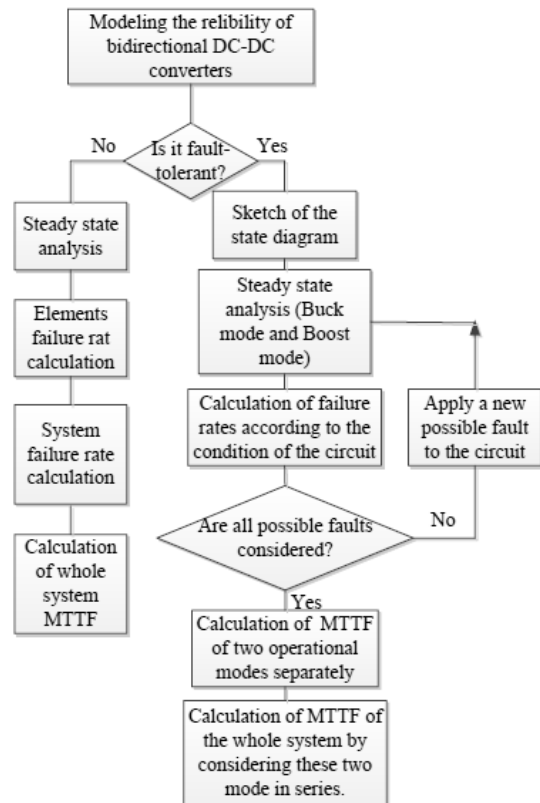 Modeling the relibility of
bidirectional DC-DC
converters
No
Is it fault-
tolerant?
Yes
Steady state
analysis
Elements
failure rat
calculation
System
failure rate
calculation
Calculation
of whole
system
MTTF
Sketch of the
state diagram
Steady state
analysis (Buck
mode and Boost
mode)
Calculation of failure
rates according to the
condition of the circuit
Apply a new
possible fault
to the circuit
Are all possible faults
considered?
No
Yes
Calculation of MTTF
of two operational
modes separately
Calculation of MTTF of
the whole system by
considering these two
mode in series.